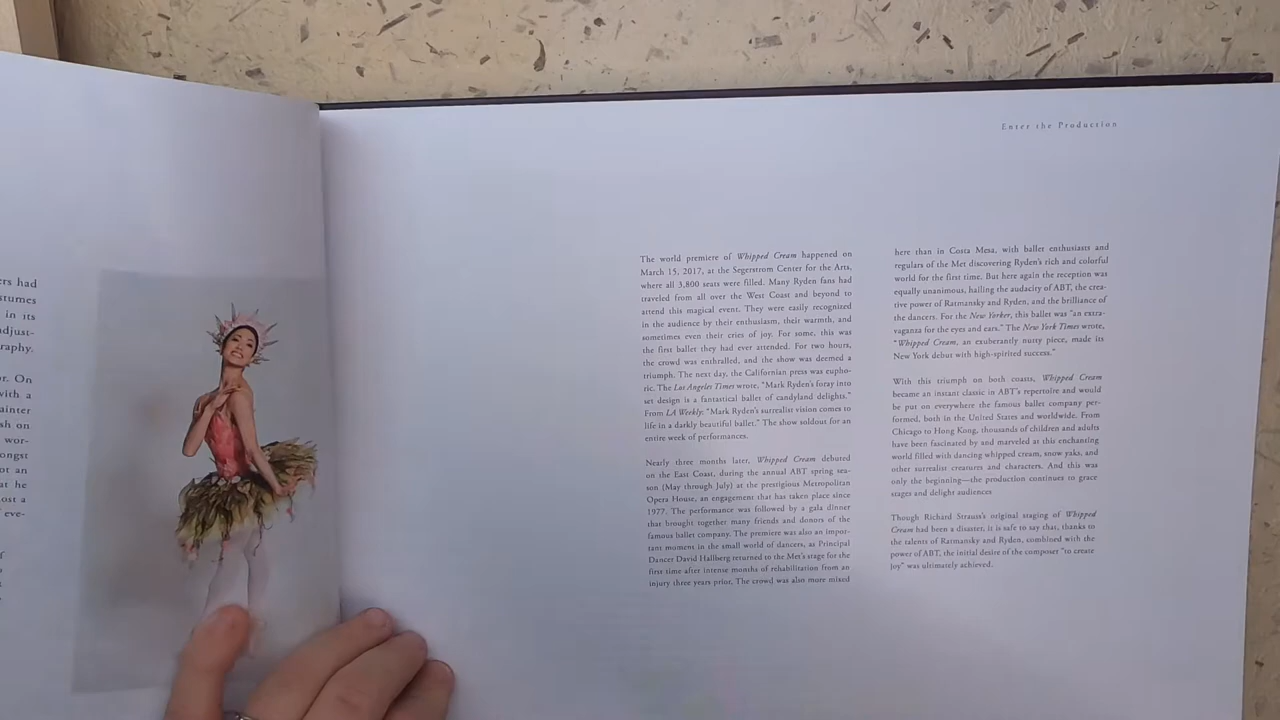 ers had
stumes
in its
adjust-
raphy.
or. On
with a
ainter
sh on
wor-
ongst
ot an
at he
ost a
eve-
Enter the Production
The world premiere of Whipped Cream happened on
March 15, 2017, at the Segerstrom Center for the Arts,
where all 3,800 seats were filled. Many Ryden fans had
traveled from all over the West Coast and beyond to
attend this magical event. They were easily recognized
in the audience by their enthusiasm, their warmth, and
sometimes even their cries of joy. For some, this was
the first ballet they had ever attended. For two hours,
the crowd was enthralled, and the show was deemed a
triumph. The next day, the Californian press was eupho-
ric. The Los Angeles Times wrote, “Mark Ryden’s foray into
set design is a fantastical ballet of candyland delights.”
From LA Weekly: “Mark Ryden’s surrealist vision comes to
life in a darkly beautiful ballet.” The show soldout for an
entire week of performances.
Nearly three months later, Whipped Cream debuted
on the East Coast, during the annual ABT spring sea-
son (May through July) at the prestigious Metropolitan
Opera House, an engagement that has taken place since
1977. The performance was followed by a gala dinner
that brought together many friends and donors of the
famous ballet company. The premiere was also an impor-
tant moment in the small world of dancers, as Principal
Dancer David Hallberg returned to the Met’s stage for the
first time after intense months of rehabilitation from an
injury three years prior. The crowd was also more mixed
here than in Costa Mesa, with ballet enthusiasts and
regulars of the Met discovering Ryden’s rich and colorful
world for the first time. But here again the reception was
equally unanimous, hailing the audacity of ABT, the crea-
tive power of Ratmansky and Ryden, and the brilliance of
the dancers. For the New Yorker, this ballet was “an extra-
vaganza for the eyes and ears.” The New York Times wrote,
“Whipped Cream, an exuberantly nutty piece, made its
New York debut with high-spirited success.”
With this triumph on both coasts, Whipped Cream
became an instant classic in ABT’s repertoire and would
be put on everywhere the famous ballet company per-
formed, both in the United States and worldwide. From
Chicago to Hong Kong, thousands of children and adults
have been fascinated by and marveled at this enchanting
world filled with dancing whipped cream, snow yaks, and
other surrealist creatures and characters. And this was
only the beginning—the production continues to grace
stages and delight audiences
Though Richard Strauss’s original staging of Whipped
Cream had been a disaster, it is safe to say that, thanks to
the talents of Ratmansky and Ryden, combined with the
power of ABT, the initial desire of the composer “to create
joy” was ultimately achieved.